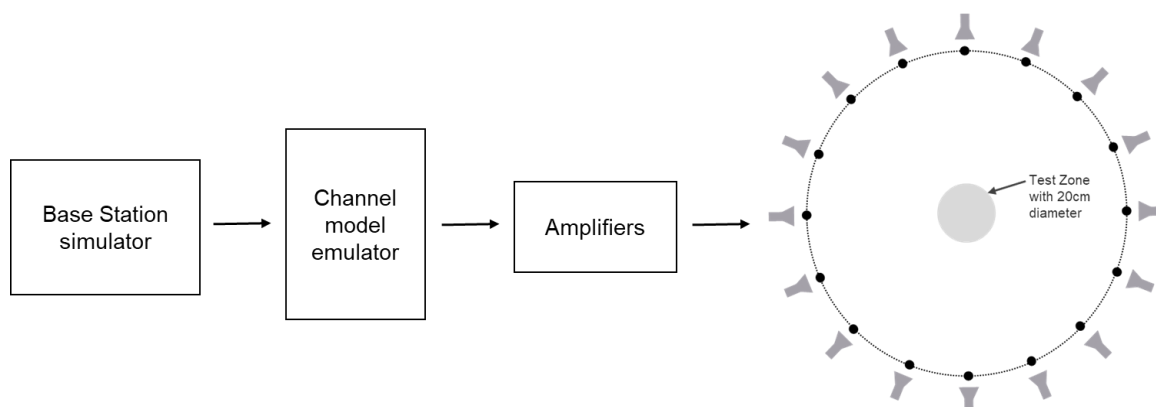 Base Station
simulator
Channel
model
emulator
Amplifiers
Test Zone
with 20cm
diameter